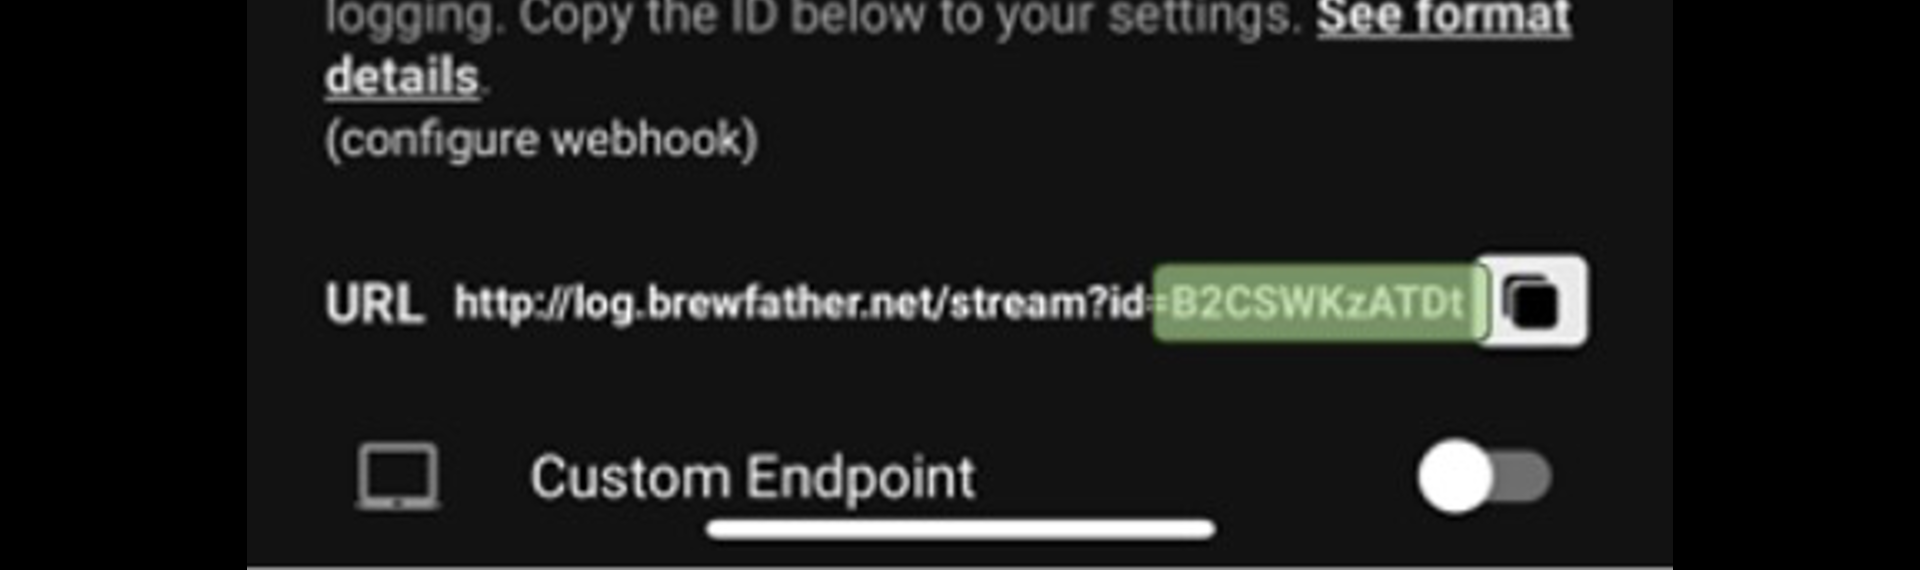 logging. Copy the ID below to your settings. See format
details.
(configure webhook)
URL http://log.brewfather.net/stream?id=B2CSWKzATDt
Custom Endpoint